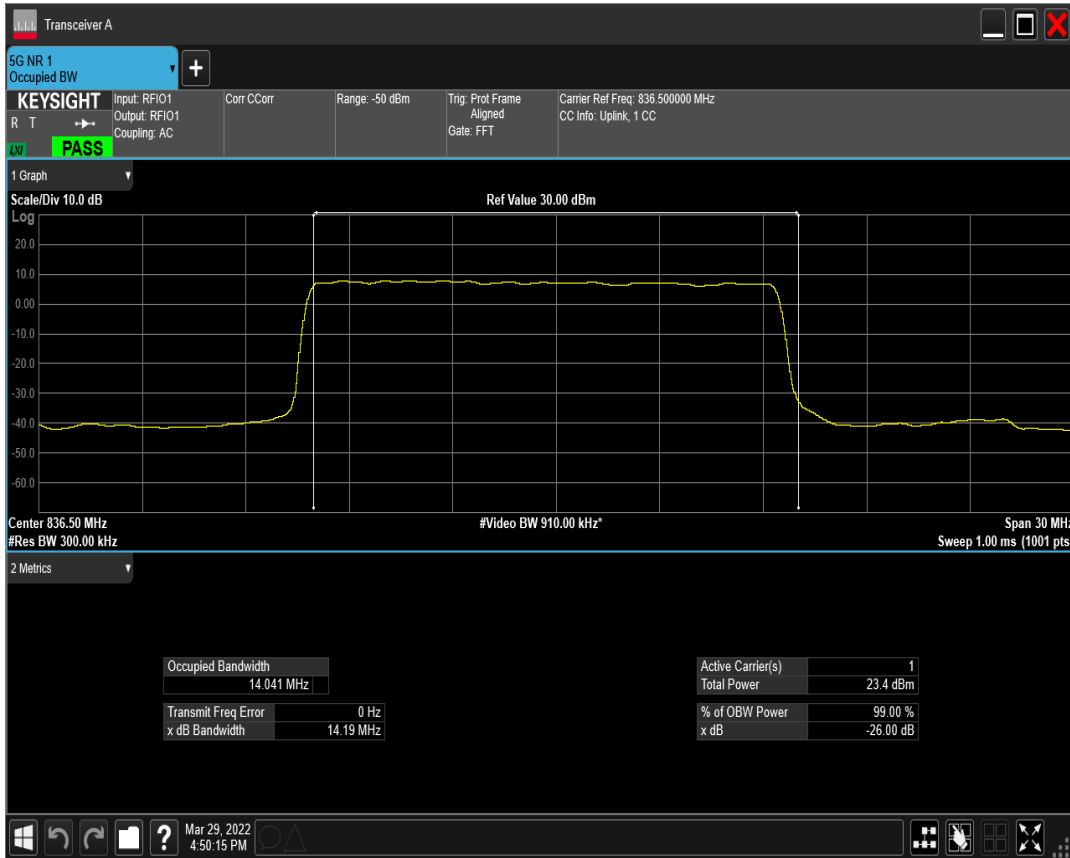 Transceiver A
5G NR 1
Occupied BW
+
KEYSIGHT
R T
LXI
PASS
Input: RFIO1
Output: RFIO1
Coupling: AC
Corr CCorr
Range: -50 dBm
Trig: Prot Frame
Aligned
Gate: FFT
Carrier Ref Freq: 836.500000 MHz
CC Info: Uplink, 1 CC
1 Graph
Scale/Div 10.0 dB
Ref Value 30.00 dBm
Log
20.0
10.0
0.00
-10.0
-20.0
-30.0
-40.0
-50.0
-60.0
Center 836.50 MHz
#Video BW 910.00 kHz*
Span 30 MHz
#Res BW 300.00 kHz
Sweep 1.00 ms (1001 pts
2 Metrics
Occupied Bandwidth
14.041 MHz
Transmit Freq Error 0 Hz
x dB Bandwidth 14.19 MHz
Active Carrier(s) 1
Total Power 23.4 dBm
% of OBW Power 99.00 %
x dB -26.00 dB
?
Mar 29, 2022
4:50:15 PM